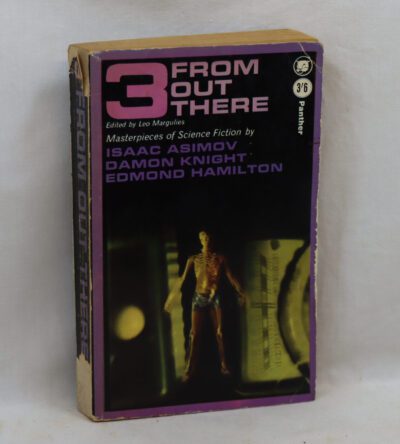 3 FROM
OUT
THERE
Edited by Leo Margulies
Masterpieces of Science Fiction by
ISAAC ASIMOV
DAMON KNIGHT
EDMOND HAMILTON
3'6
Panther
3 FROM OUT THERE